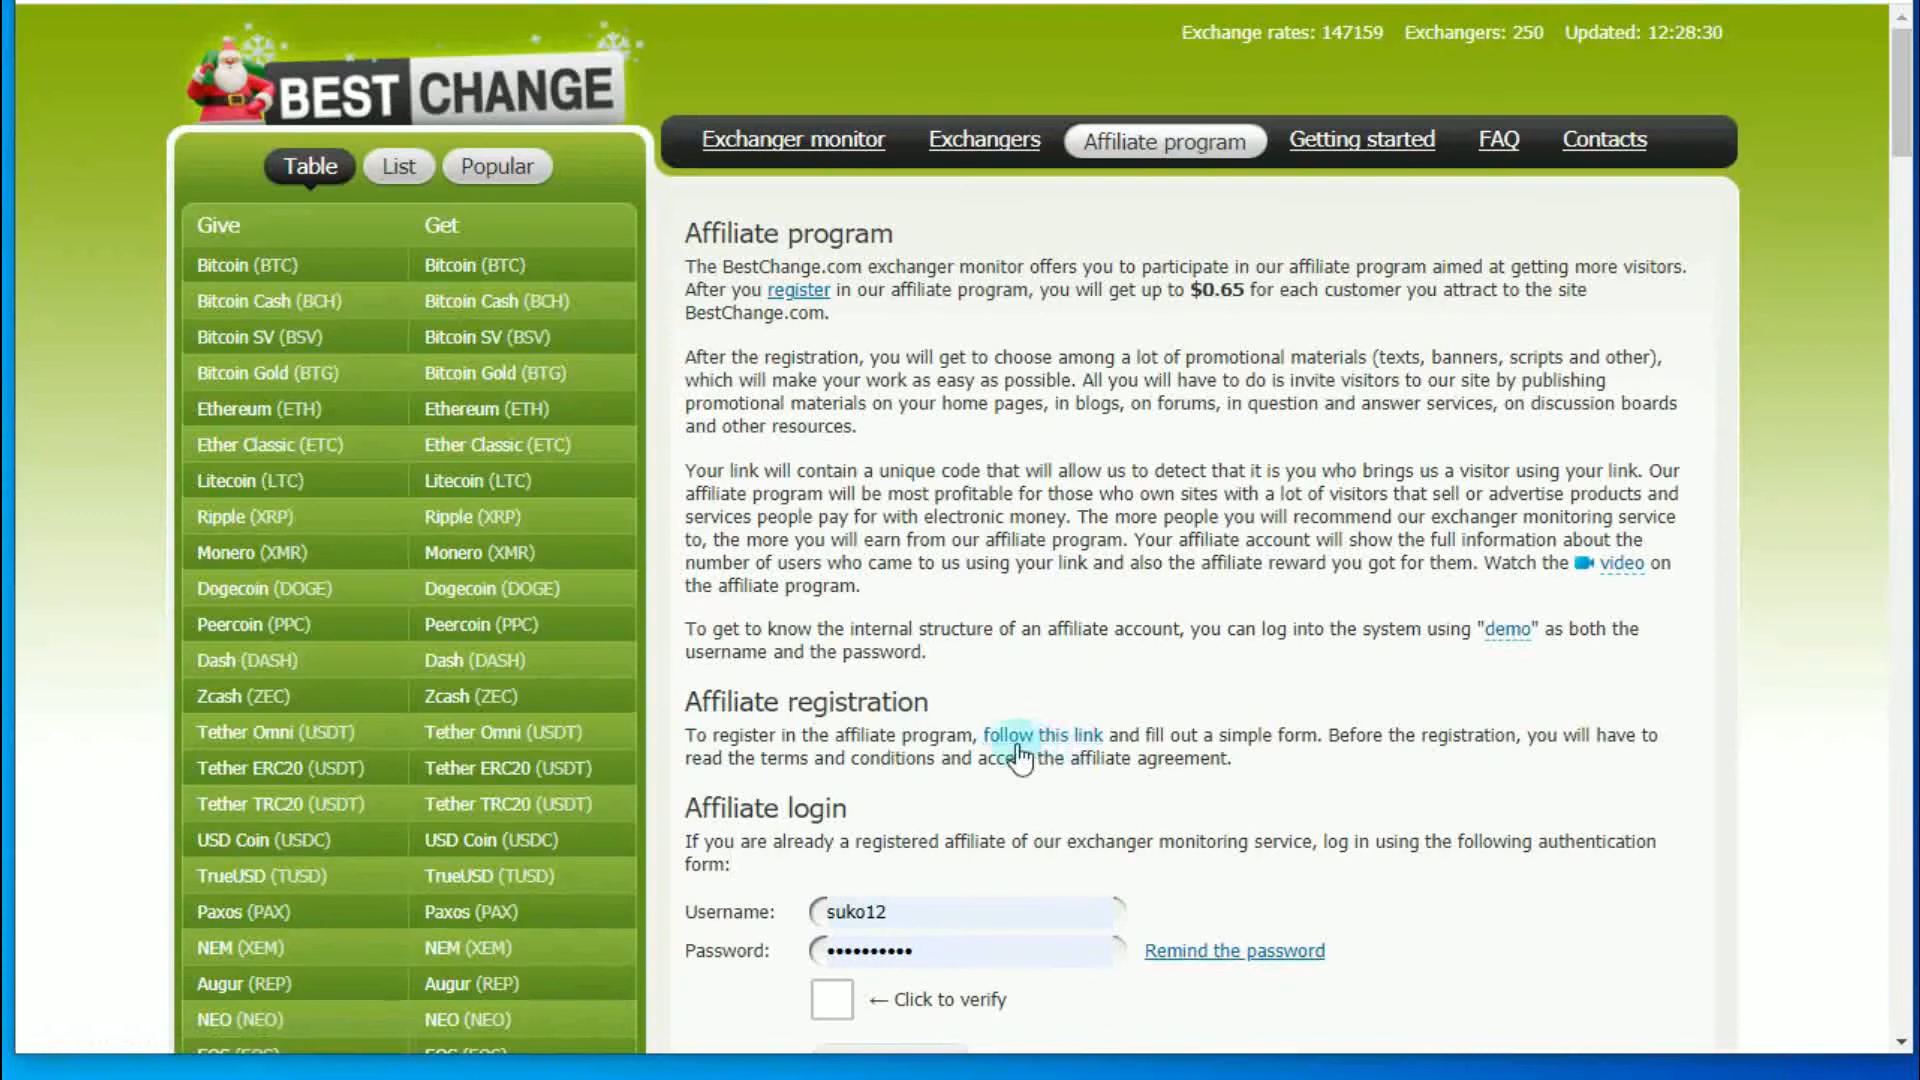 Exchange rates: 147159 Exchangers: 250 Updated: 12:28:30
BEST CHANGE
Exchanger monitor Exchangers Affiliate program Getting started FAQ Contacts
Table List Popular
Give Get
Bitcoin (BTC) Bitcoin (BTC)
Bitcoin Cash (BCH) Bitcoin Cash (BCH)
Bitcoin SV (BSV) Bitcoin SV (BSV)
Bitcoin Gold (BTG) Bitcoin Gold (BTG)
Ethereum (ETH) Ethereum (ETH)
Ether Classic (ETC) Ether Classic (ETC)
Litecoin (LTC) Litecoin (LTC)
Ripple (XRP) Ripple (XRP)
Monero (XMR) Monero (XMR)
Dogecoin (DOGE) Dogecoin (DOGE)
Peercoin (PPC) Peercoin (PPC)
Dash (DASH) Dash (DASH)
Zcash (ZEC) Zcash (ZEC)
Tether Omni (USDT) Tether Omni (USDT)
Tether ERC20 (USDT) Tether ERC20 (USDT)
Tether TRC20 (USDT) Tether TRC20 (USDT)
USD Coin (USDC) USD Coin (USDC)
TrueUSD (TUSD) TrueUSD (TUSD)
Paxos (PAX) Paxos (PAX)
NEM (XEM) NEM (XEM)
Augur (REP) Augur (REP)
NEO (NEO) NEO (NEO)
Affiliate program
The BestChange.com exchanger monitor offers you to participate in our affiliate program aimed at getting more visitors.
After you register in our affiliate program, you will get up to $0.65 for each customer you attract to the site
BestChange.com.
After the registration, you will get to choose among a lot of promotional materials (texts, banners, scripts and other),
which will make your work as easy as possible. All you will have to do is invite visitors to our site by publishing
promotional materials on your home pages, in blogs, on forums, in question and answer services, on discussion boards
and other resources.
Your link will contain a unique code that will allow us to detect that it is you who brings us a visitor using your link. Our
affiliate program will be most profitable for those who own sites with a lot of visitors that sell or advertise products and
services people pay for with electronic money. The more people you will recommend our exchanger monitoring service
to, the more you will earn from our affiliate program. Your affiliate account will show the full information about the
number of users who came to us using your link and also the affiliate reward you got for them. Watch the video on
the affiliate program.
To get to know the internal structure of an affiliate account, you can log into the system using "demo" as both the
username and the password.
Affiliate registration
To register in the affiliate program, follow this link and fill out a simple form. Before the registration, you will have to
read the terms and conditions and the affiliate agreement.
Affiliate login
If you are already a registered affiliate of our exchanger monitoring service, log in using the following authentication
form:
Username: suko12
Password: •••••••••• Remind the password
← Click to verify